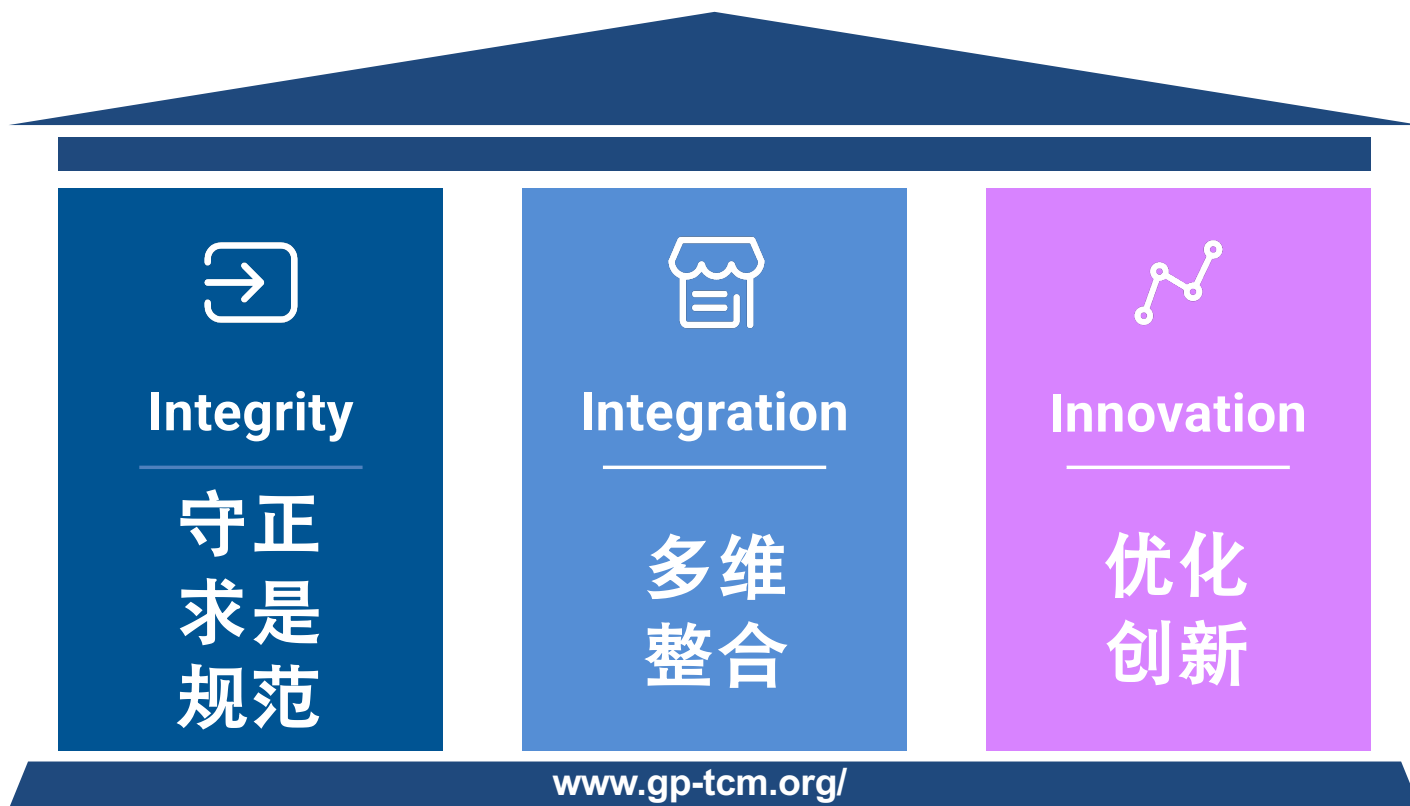 Integrity
守正
求是
规范
Integration
多维
整合
Innovation
优化
创新
www.gp-tcm.org/